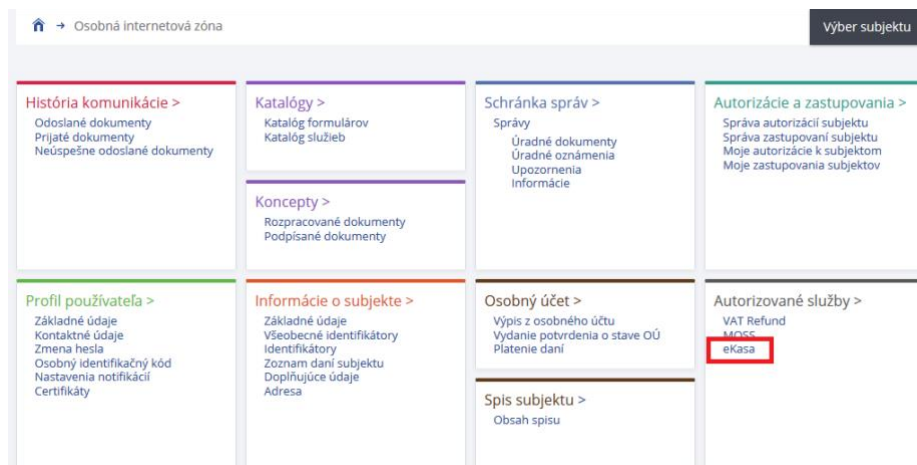 Osobná internetová zóna
Výber subjektu
História komunikácie >
Odoslané dokumenty
Prijaté dokumenty
Neúspešne odoslané dokumenty
Katalógy >
Katalóg formulárov
Katalóg služieb
Koncepty >
Rozpracované dokumenty
Podpísané dokumenty
Schránka správ >
Správy
Úradné dokumenty
Úradné oznámenia
Upozornenia
Informácie
Autorizácie a zastupovania >
Správa autorizácií subjektu
Správa zastupovaní subjektu
Moje autorizácie k subjektom
Moje zastupovania subjektov
Profil používateľa >
Základné údaje
Kontaktné údaje
Zmena hesla
Osobný identifikačný kód
Nastavenia notifikácií
Certifikáty
Informácie o subjekte >
Základné údaje
Všeobecné identifikátory
Identifikátory
Zoznam daní subjektu
Doplňujúce údaje
Adresa
Osobný účet >
Výpis z osobného účtu
Vydanie potvrdenia o stave OÚ
Platenie daní
Spis subjektu >
Obsah spisu
Autorizované služby >
VAT Refund
MOSS
eKasa